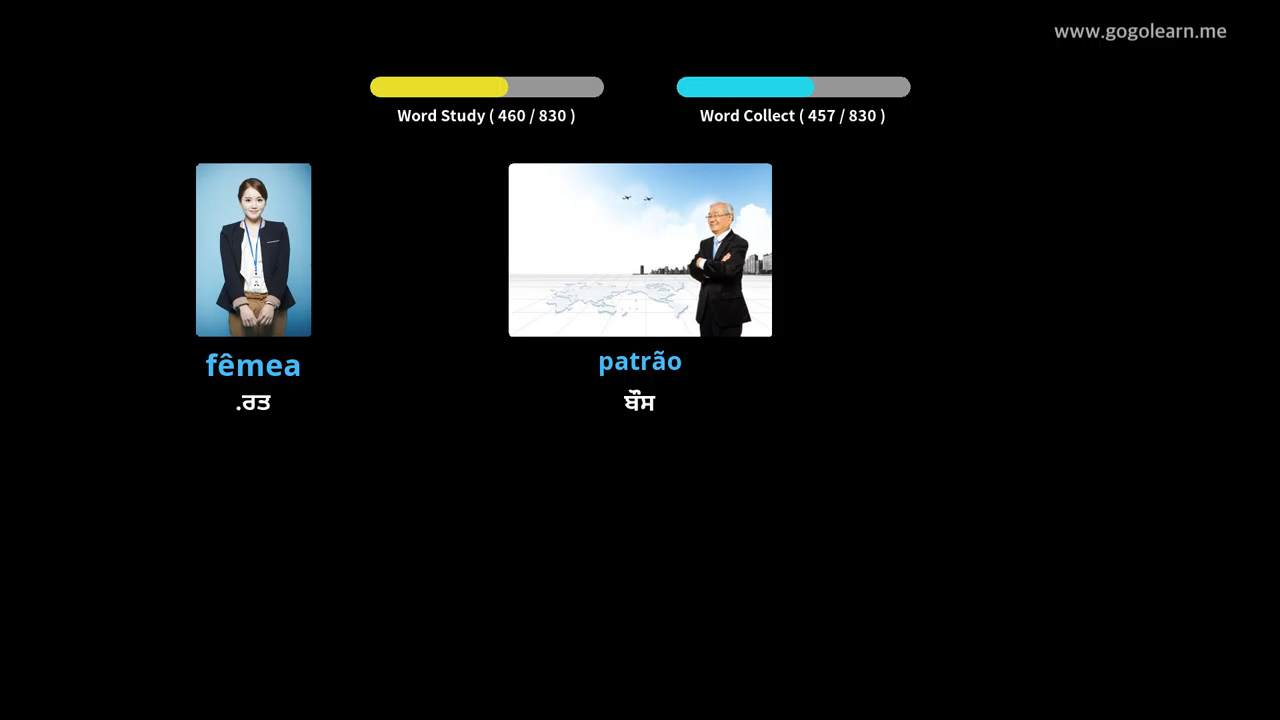 www.gogolearn.me
Word Study ( 460 / 830 )
Word Collect ( 457 / 830 )
fêmea
.ਰਤ
patrão
ਬੌਸ